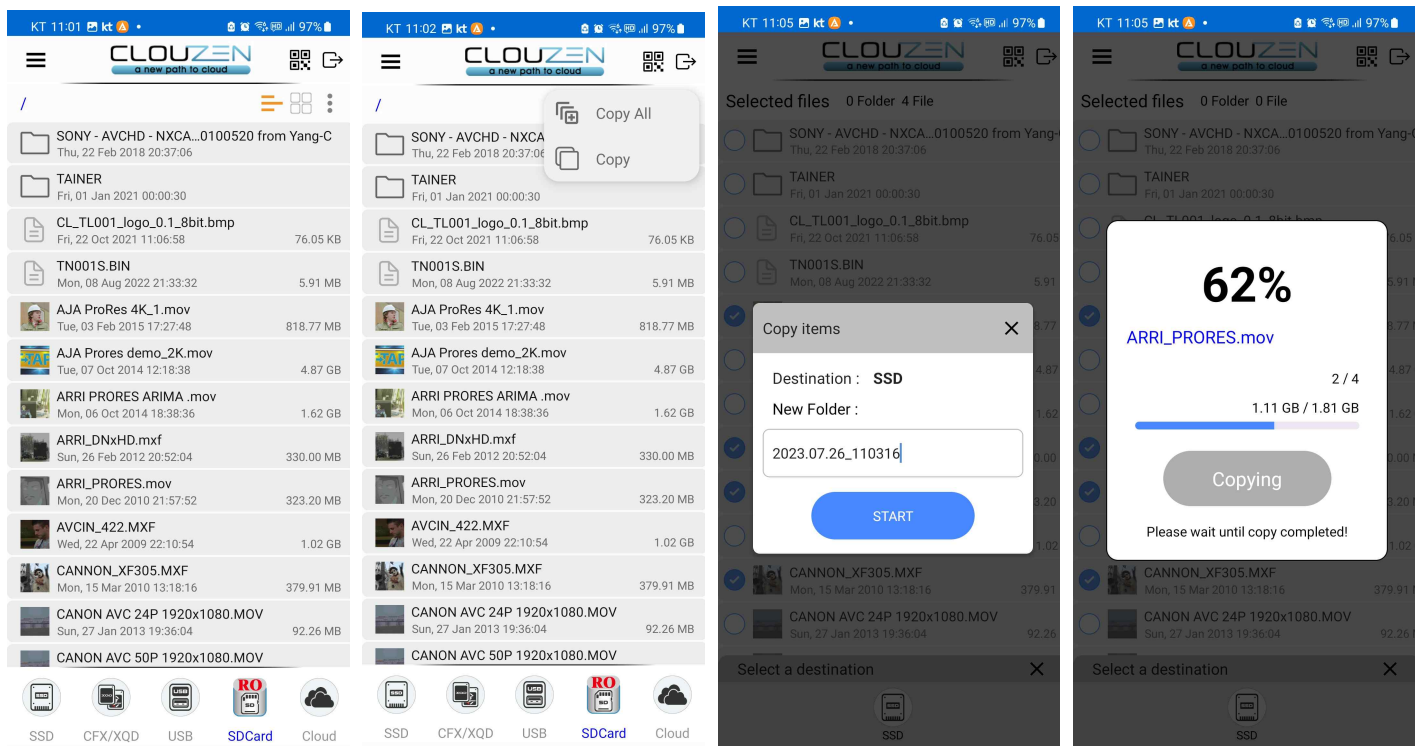 KT 11:01 kt 97%
CLOUZEN
a new path to cloud
/
SONY - AVCHD - NXCA...0100520 from Yang-C
Thu, 22 Feb 2018 20:37:06
TAINER
Fri, 01 Jan 2021 00:00:30
CL_TL001_logo_0.1_8bit.bmp
Fri, 22 Oct 2021 11:06:58 76.05 KB
TN001S.BIN
Mon, 08 Aug 2022 21:33:32 5.91 MB
AJA ProRes 4K_1.mov
Tue, 03 Feb 2015 17:27:48 818.77 MB
AJA Prores demo_2K.mov
Tue, 07 Oct 2014 12:18:38 4.87 GB
ARRI PRORES ARIMA .mov
Mon, 06 Oct 2014 18:38:36 1.62 GB
ARRI_DNxHD.mxf
Sun, 26 Feb 2012 20:52:04 330.00 MB
ARRI_PRORES.mov
Mon, 20 Dec 2010 21:57:52 323.20 MB
AVCIN_422.MXF
Wed, 22 Apr 2009 22:10:54 1.02 GB
CANNON_XF305.MXF
Mon, 15 Mar 2010 13:18:16 379.91 MB
CANON AVC 24P 1920x1080.MOV
Sun, 27 Jan 2013 19:36:04 92.26 MB
CANON AVC 50P 1920x1080.MOV
RO
SSD CFX/XQD USB SDCard Cloud
KT 11:02 kt 97%
CLOUZEN
a new path to cloud
/
Copy All
Copy
SONY - AVCHD - NXCA
Thu, 22 Feb 2018 20:37:06
TAINER
Fri, 01 Jan 2021 00:00:30
CL_TL001_logo_0.1_8bit.bmp
Fri, 22 Oct 2021 11:06:58 76.05 KB
TN001S.BIN
Mon, 08 Aug 2022 21:33:32 5.91 MB
AJA ProRes 4K_1.mov
Tue, 03 Feb 2015 17:27:48 818.77 MB
AJA Prores demo_2K.mov
Tue, 07 Oct 2014 12:18:38 4.87 GB
ARRI PRORES ARIMA .mov
Mon, 06 Oct 2014 18:38:36 1.62 GB
ARRI_DNxHD.mxf
Sun, 26 Feb 2012 20:52:04 330.00 MB
ARRI_PRORES.mov
Mon, 20 Dec 2010 21:57:52 323.20 MB
AVCIN_422.MXF
Wed, 22 Apr 2009 22:10:54 1.02 GB
CANNON_XF305.MXF
Mon, 15 Mar 2010 13:18:16 379.91 MB
CANON AVC 24P 1920x1080.MOV
Sun, 27 Jan 2013 19:36:04 92.26 MB
CANON AVC 50P 1920x1080.MOV
RO
SSD CFX/XQD USB SDCard Cloud
KT 11:05 kt 97%
CLOUZEN
a new path to cloud
Selected files 0 Folder 4 File
SONY - AVCHD - NXCA...0100520 from Yang-
Thu, 22 Feb 2018 20:37:06
TAINER
Fri, 01 Jan 2021 00:00:30
CL_TL001_logo_0.1_8bit.bmp
Fri, 22 Oct 2021 11:06:58 76.05
TN001S.BIN
Mon, 08 Aug 2022 21:33:32 5.91
Copy items
Destination : SSD
New Folder :
2023.07.26_110316
START
CANNON_XF305.MXF
Mon, 15 Mar 2010 13:18:16 379.91
CANON AVC 24P 1920x1080.MOV
Sun, 27 Jan 2013 19:36:04 92.26
Select a destination
SSD
KT 11:05 kt 97%
CLOUZEN
a new path to cloud
Selected files 0 Folder 0 File
SONY - AVCHD - NXCA...0100520 from Yang-
Thu, 22 Feb 2018 20:37:06
TAINER
Fri, 01 Jan 2021 00:00:30
62%
ARRI_PRORES.mov
2 / 4
1.11 GB / 1.81 GB
Copying
Please wait until copy completed!
CANNON_XF305.MXF
Mon, 15 Mar 2010 13:18:16 379.91
CANON AVC 24P 1920x1080.MOV
Sun, 27 Jan 2013 19:36:04 92.26
Select a destination
SSD